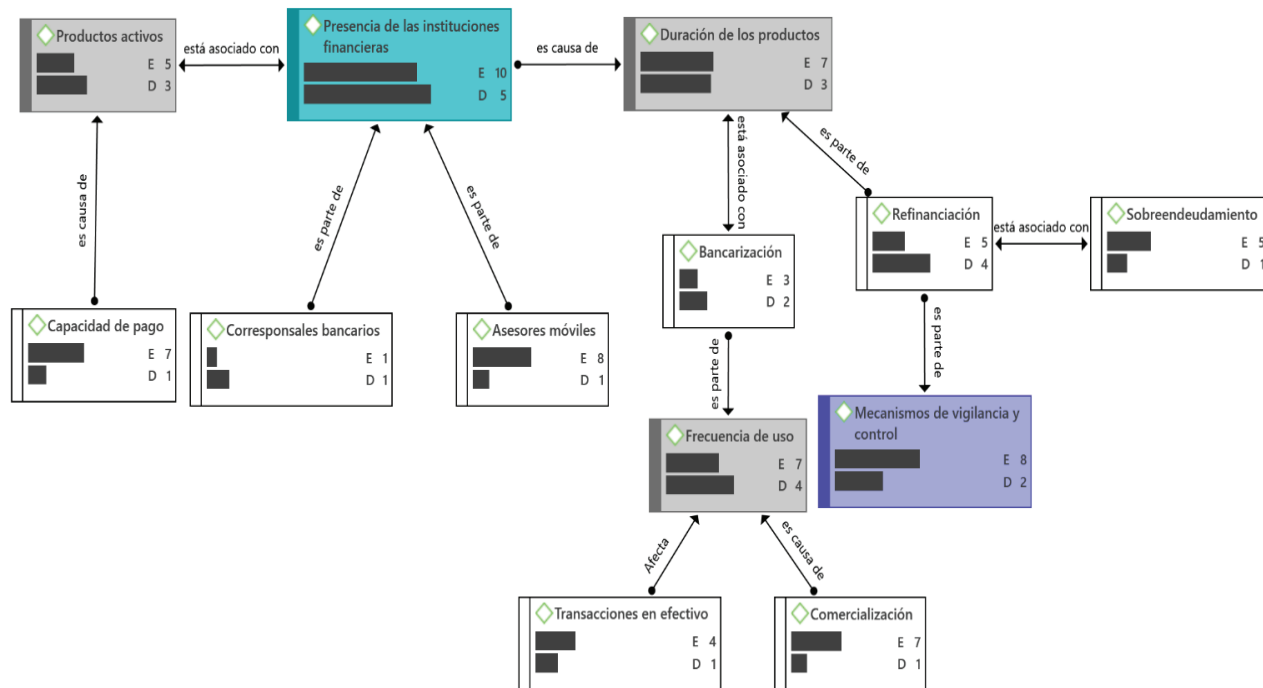 Productos activos
E 5
D 3
está asociado con
Presencia de las instituciones
financieras
E 10
D 5
es causa de
Duración de los productos
E 7
D 3
es causa de
es parte de
es parte de
está asociado con
es parte de
Refinanciación
E 5
D 4
está asociado con
Sobreendeudamiento
E 5
D 1
Bancarización
E 3
D 2
Capacidad de pago
E 7
D 1
Corresponsales bancarios
E 1
D 1
Asesores móviles
E 8
D 1
es parte de
es parte de
Frecuencia de uso
E 7
D 4
Mecanismos de vigilancia y
control
E 8
D 2
Afecta
es causa de
Transacciones en efectivo
E 4
D 1
Comercialización
E 7
D 1